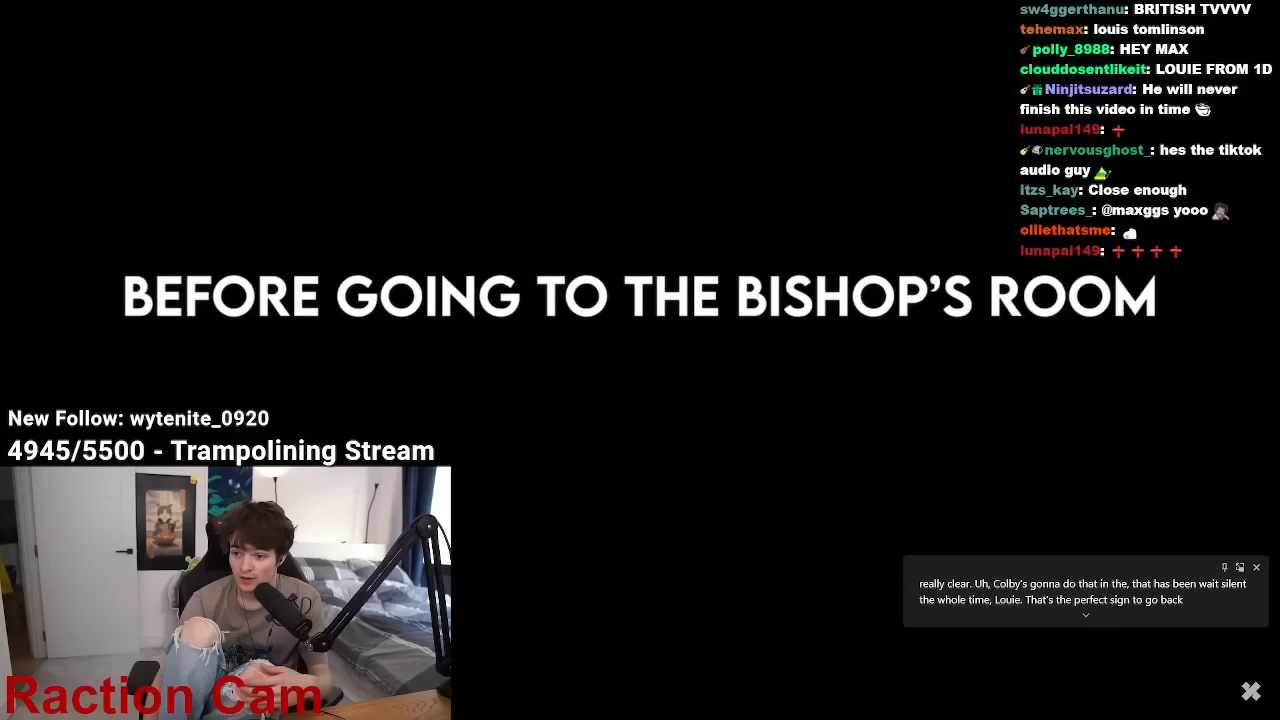 sw4ggerthanu: BRITISH TVVVV
tehemax: louis tomlinson
polly_8988: HEY MAX
clouddosentlikeit: LOUIE FROM 1D
Ninjitsuzard: He will never
finish this video in time
lunapal149:
nervousghost_: hes the tiktok
audio guy
itzs_kay: Close enough
Saptrees_: @maxggs yooo
olliethatsme:
lunapal149:
BEFORE GOING TO THE BISHOP'S ROOM
New Follow: wytenite_0920
4945/5500 - Trampolining Stream
really clear. Uh, Colby's gonna do that in the, that has been wait silent
the whole time, Louie. That's the perfect sign to go back
Raction Cam